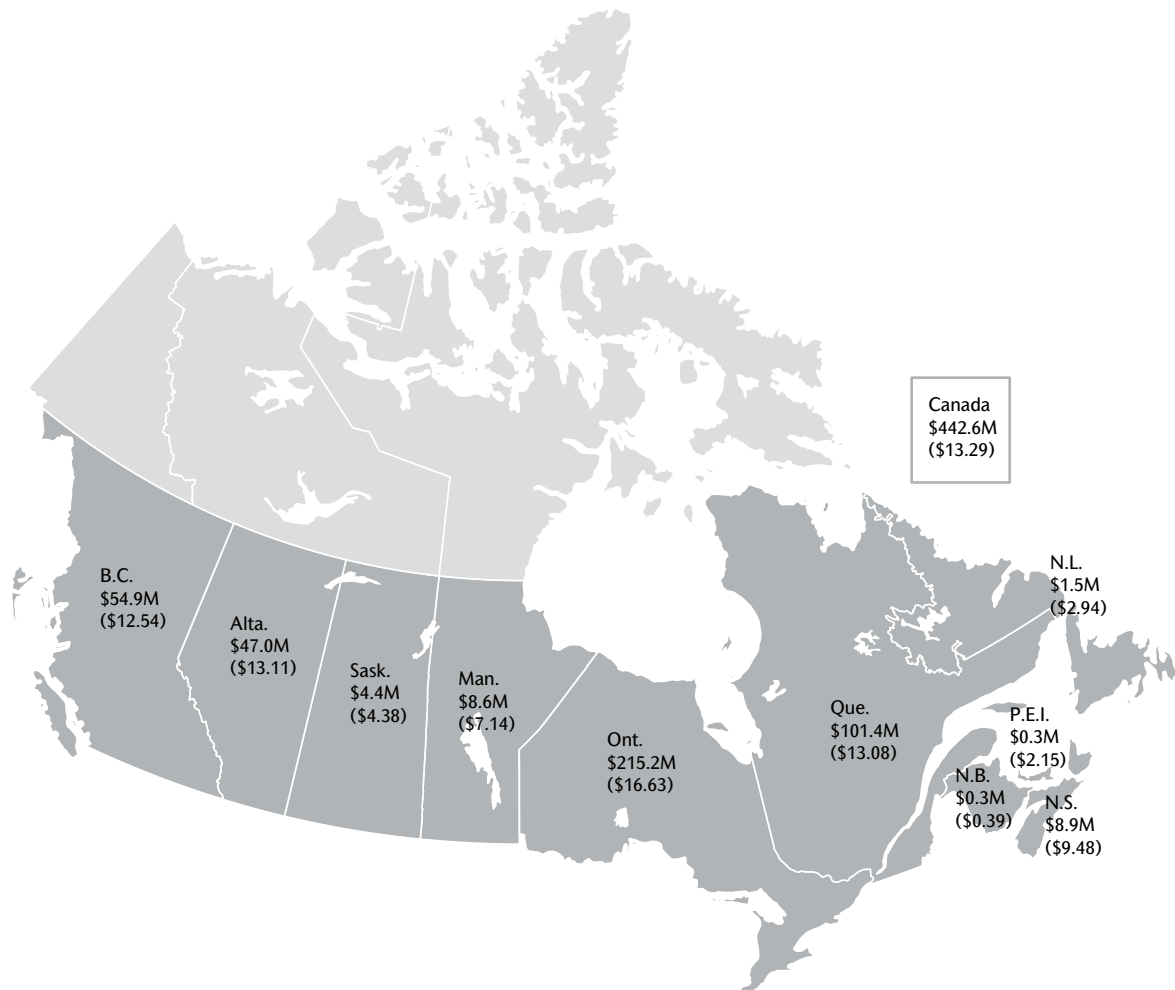 Canada
$442.6M
($13.29)
B.C.
$54.9M
($12.54)
Alta.
$47.0M
($13.11)
Sask.
$4.4M
($4.38)
Man.
$8.6M
($7.14)
Ont.
$215.2M
($16.63)
Que.
$101.4M
($13.08)
N.L.
$1.5M
($2.94)
P.E.I.
$0.3M
($2.15)
N.B.
$0.3M
($0.39)
N.S.
$8.9M
($9.48)